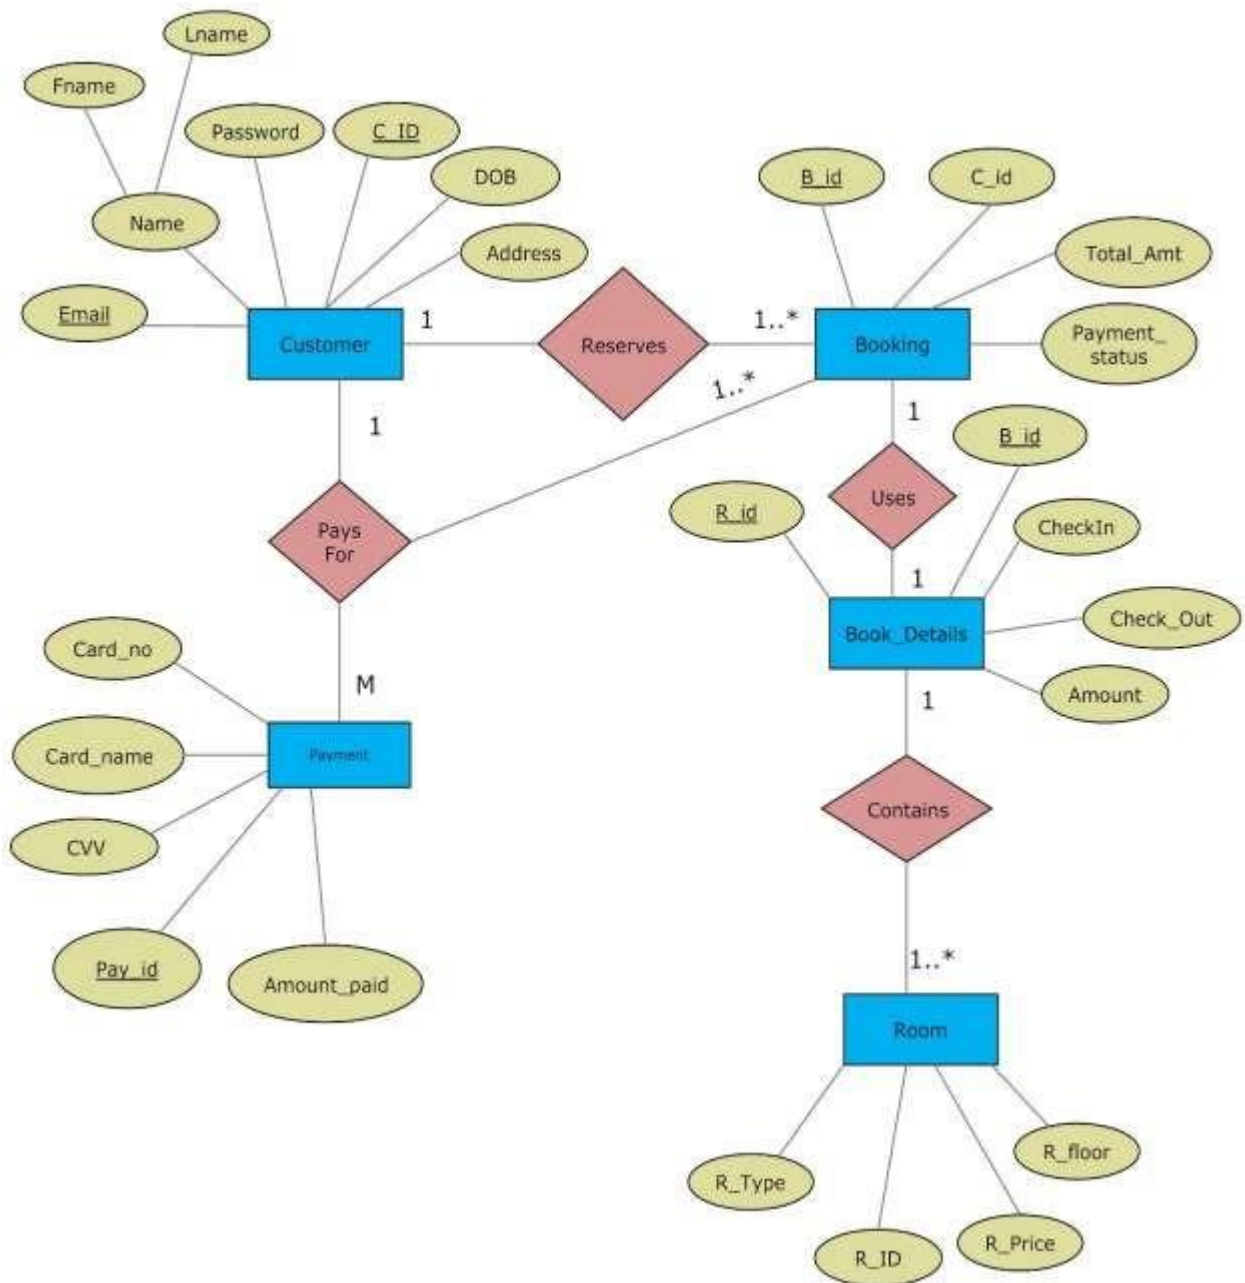 Lname
Fname
Password
C_ID
DOB
B_id
C_id
Name
Address
Total_Amt
Email
Customer
1
Reserves
1..*
Booking
Payment_
status
1..*
1
1
B_id
R_id
Uses
CheckIn
Pays
For
1
Book_Details
Check_Out
Card_no
M
1
Amount
Card_name
Payment
Contains
CVV
1..*
Pay_id
Amount_paid
Room
R_floor
R_Type
R_Price
R_ID